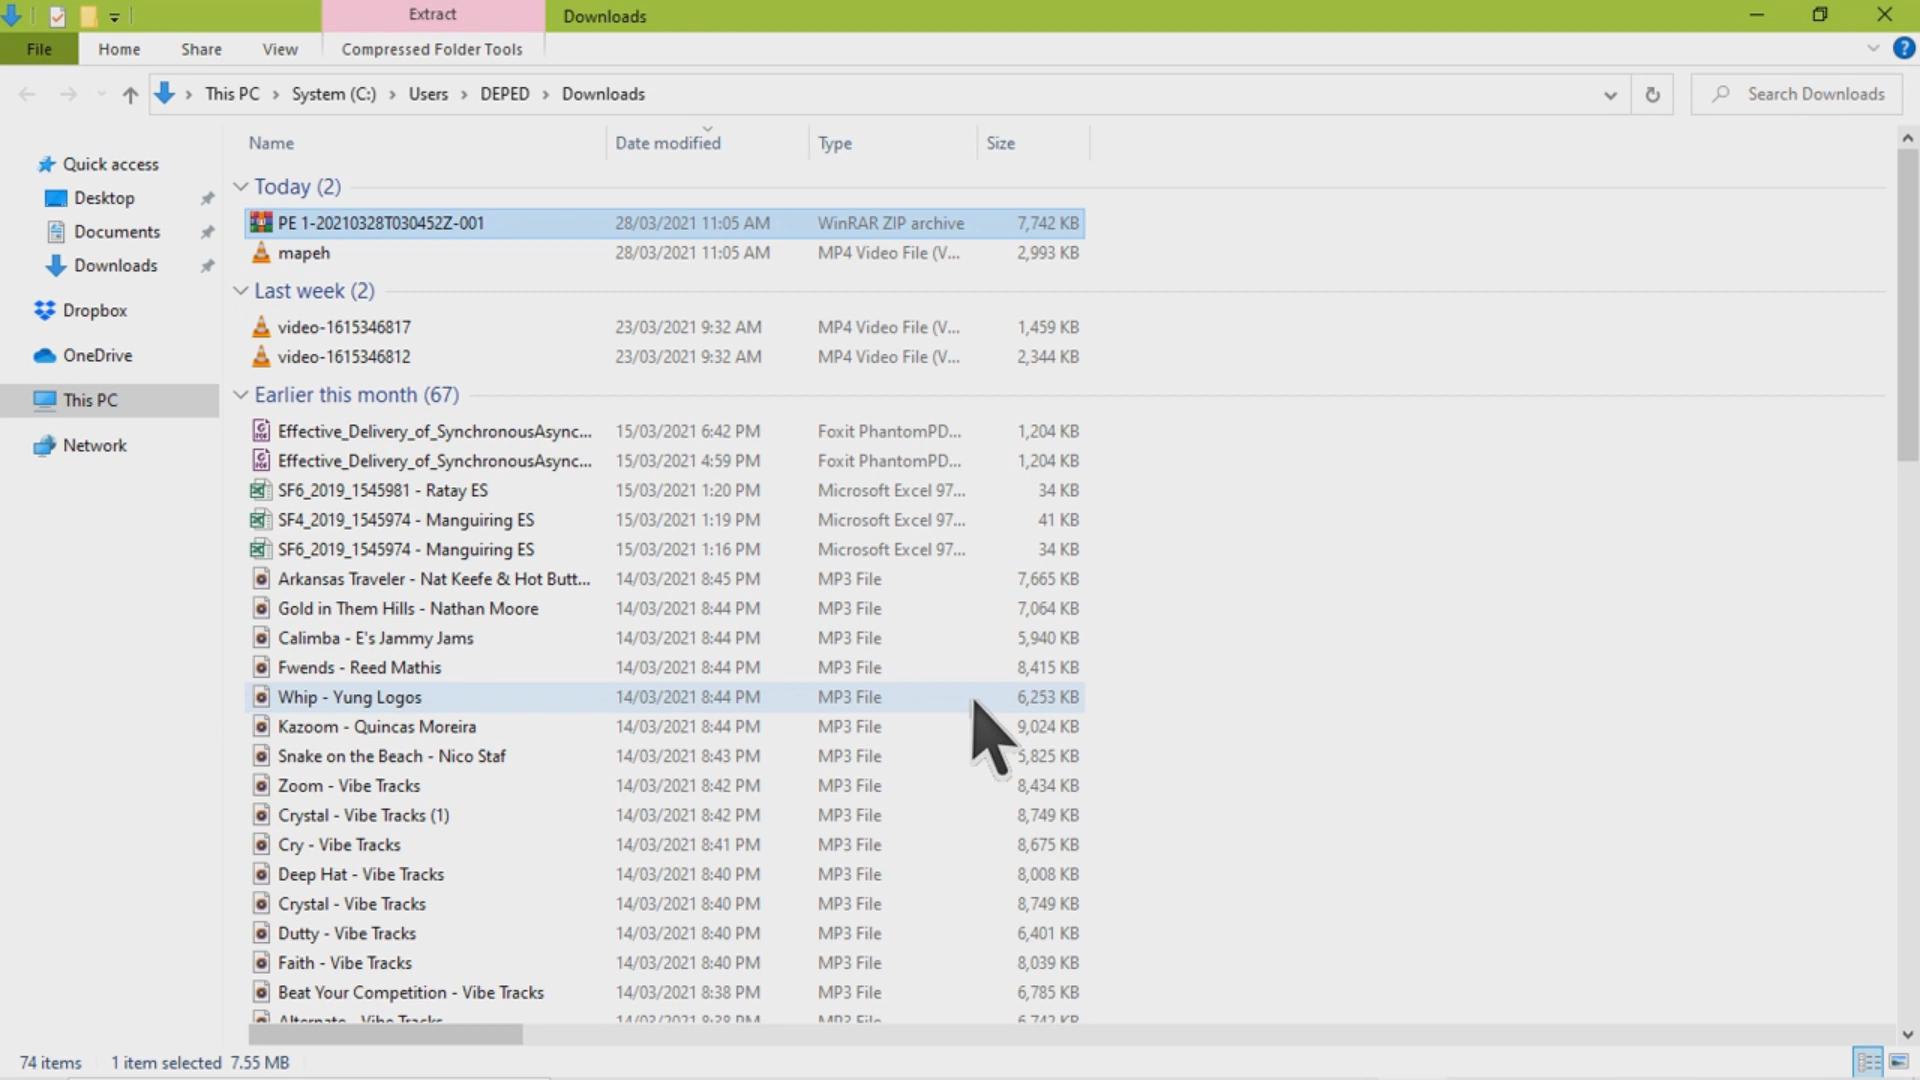 Extract Downloads
File Home Share View Compressed Folder Tools
This PC System (C:) Users DEPED Downloads Search Downloads
Name Date modified Type Size
Quick access
Desktop
Documents
Downloads
Dropbox
OneDrive
This PC
Network
Today (2)
PE 1-20210328T030452Z-001 28/03/2021 11:05 AM WinRAR ZIP archive 7,742 KB
mapeh 28/03/2021 11:05 AM MP4 Video File (V... 2,993 KB
Last week (2)
video-1615346817 23/03/2021 9:32 AM MP4 Video File (V... 1,459 KB
video-1615346812 23/03/2021 9:32 AM MP4 Video File (V... 2,344 KB
Earlier this month (67)
Effective_Delivery_of_SynchronousAsync... 15/03/2021 6:42 PM Foxit PhantomPD... 1,204 KB
Effective_Delivery_of_SynchronousAsync... 15/03/2021 4:59 PM Foxit PhantomPD... 1,204 KB
SF6_2019_1545981 - Ratay ES 15/03/2021 1:20 PM Microsoft Excel 97... 34 KB
SF4_2019_1545974 - Manguiring ES 15/03/2021 1:19 PM Microsoft Excel 97... 41 KB
SF6_2019_1545974 - Manguiring ES 15/03/2021 1:16 PM Microsoft Excel 97... 34 KB
Arkansas Traveler - Nat Keefe & Hot Butt... 14/03/2021 8:45 PM MP3 File 7,665 KB
Gold in Them Hills - Nathan Moore 14/03/2021 8:44 PM MP3 File 7,064 KB
Calimba - E's Jammy Jams 14/03/2021 8:44 PM MP3 File 5,940 KB
Fwends - Reed Mathis 14/03/2021 8:44 PM MP3 File 8,415 KB
Whip - Yung Logos 14/03/2021 8:44 PM MP3 File 6,253 KB
Kazoom - Quincas Moreira 14/03/2021 8:44 PM MP3 File 9,024 KB
Snake on the Beach - Nico Staf 14/03/2021 8:43 PM MP3 File 5,825 KB
Zoom - Vibe Tracks 14/03/2021 8:42 PM MP3 File 8,434 KB
Crystal - Vibe Tracks (1) 14/03/2021 8:42 PM MP3 File 8,749 KB
Cry - Vibe Tracks 14/03/2021 8:41 PM MP3 File 8,675 KB
Deep Hat - Vibe Tracks 14/03/2021 8:40 PM MP3 File 8,008 KB
Crystal - Vibe Tracks 14/03/2021 8:40 PM MP3 File 8,749 KB
Dutty - Vibe Tracks 14/03/2021 8:40 PM MP3 File 6,401 KB
Faith - Vibe Tracks 14/03/2021 8:40 PM MP3 File 8,039 KB
Beat Your Competition - Vibe Tracks 14/03/2021 8:38 PM MP3 File 6,785 KB
Alternate - Vibe Tracks 14/03/2021 8:38 PM MP3 File 6,742 KB
74 items 1 item selected 7.55 MB